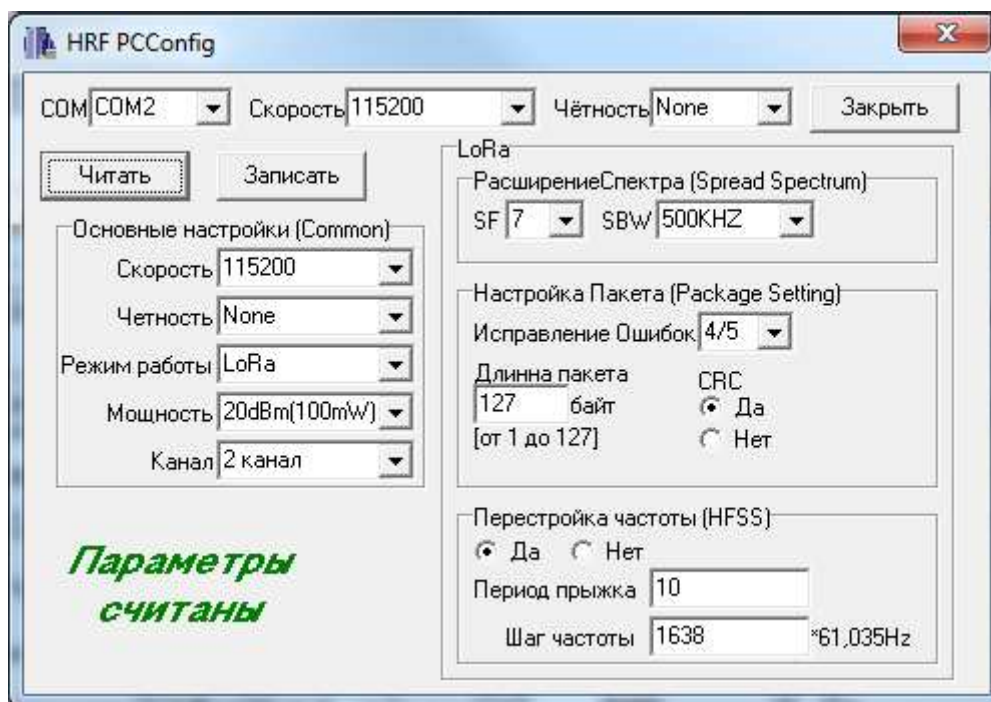 HRF PCConfig
COM COM2 Скорость 115200 Чётность None Закрыть
Читать Записать
Основные настройки (Common)
Скорость 115200
Четность None
Режим работы LoRa
Мощность 20dBm(100mW)
Канал 2 канал
Параметры
считаны
LoRa
РасширениеСпектра (Spread Spectrum)
SF 7 SBW 500KHZ
Настройка Пакета (Package Setting)
Исправление Ошибок 4/5
Длинна пакета
127 байт
[от 1 до 127]
CRC
Да
Нет
Перестройка частоты (HFSS)
Да Нет
Период прыжка 10
Шаг частоты 1638 *61,035Hz